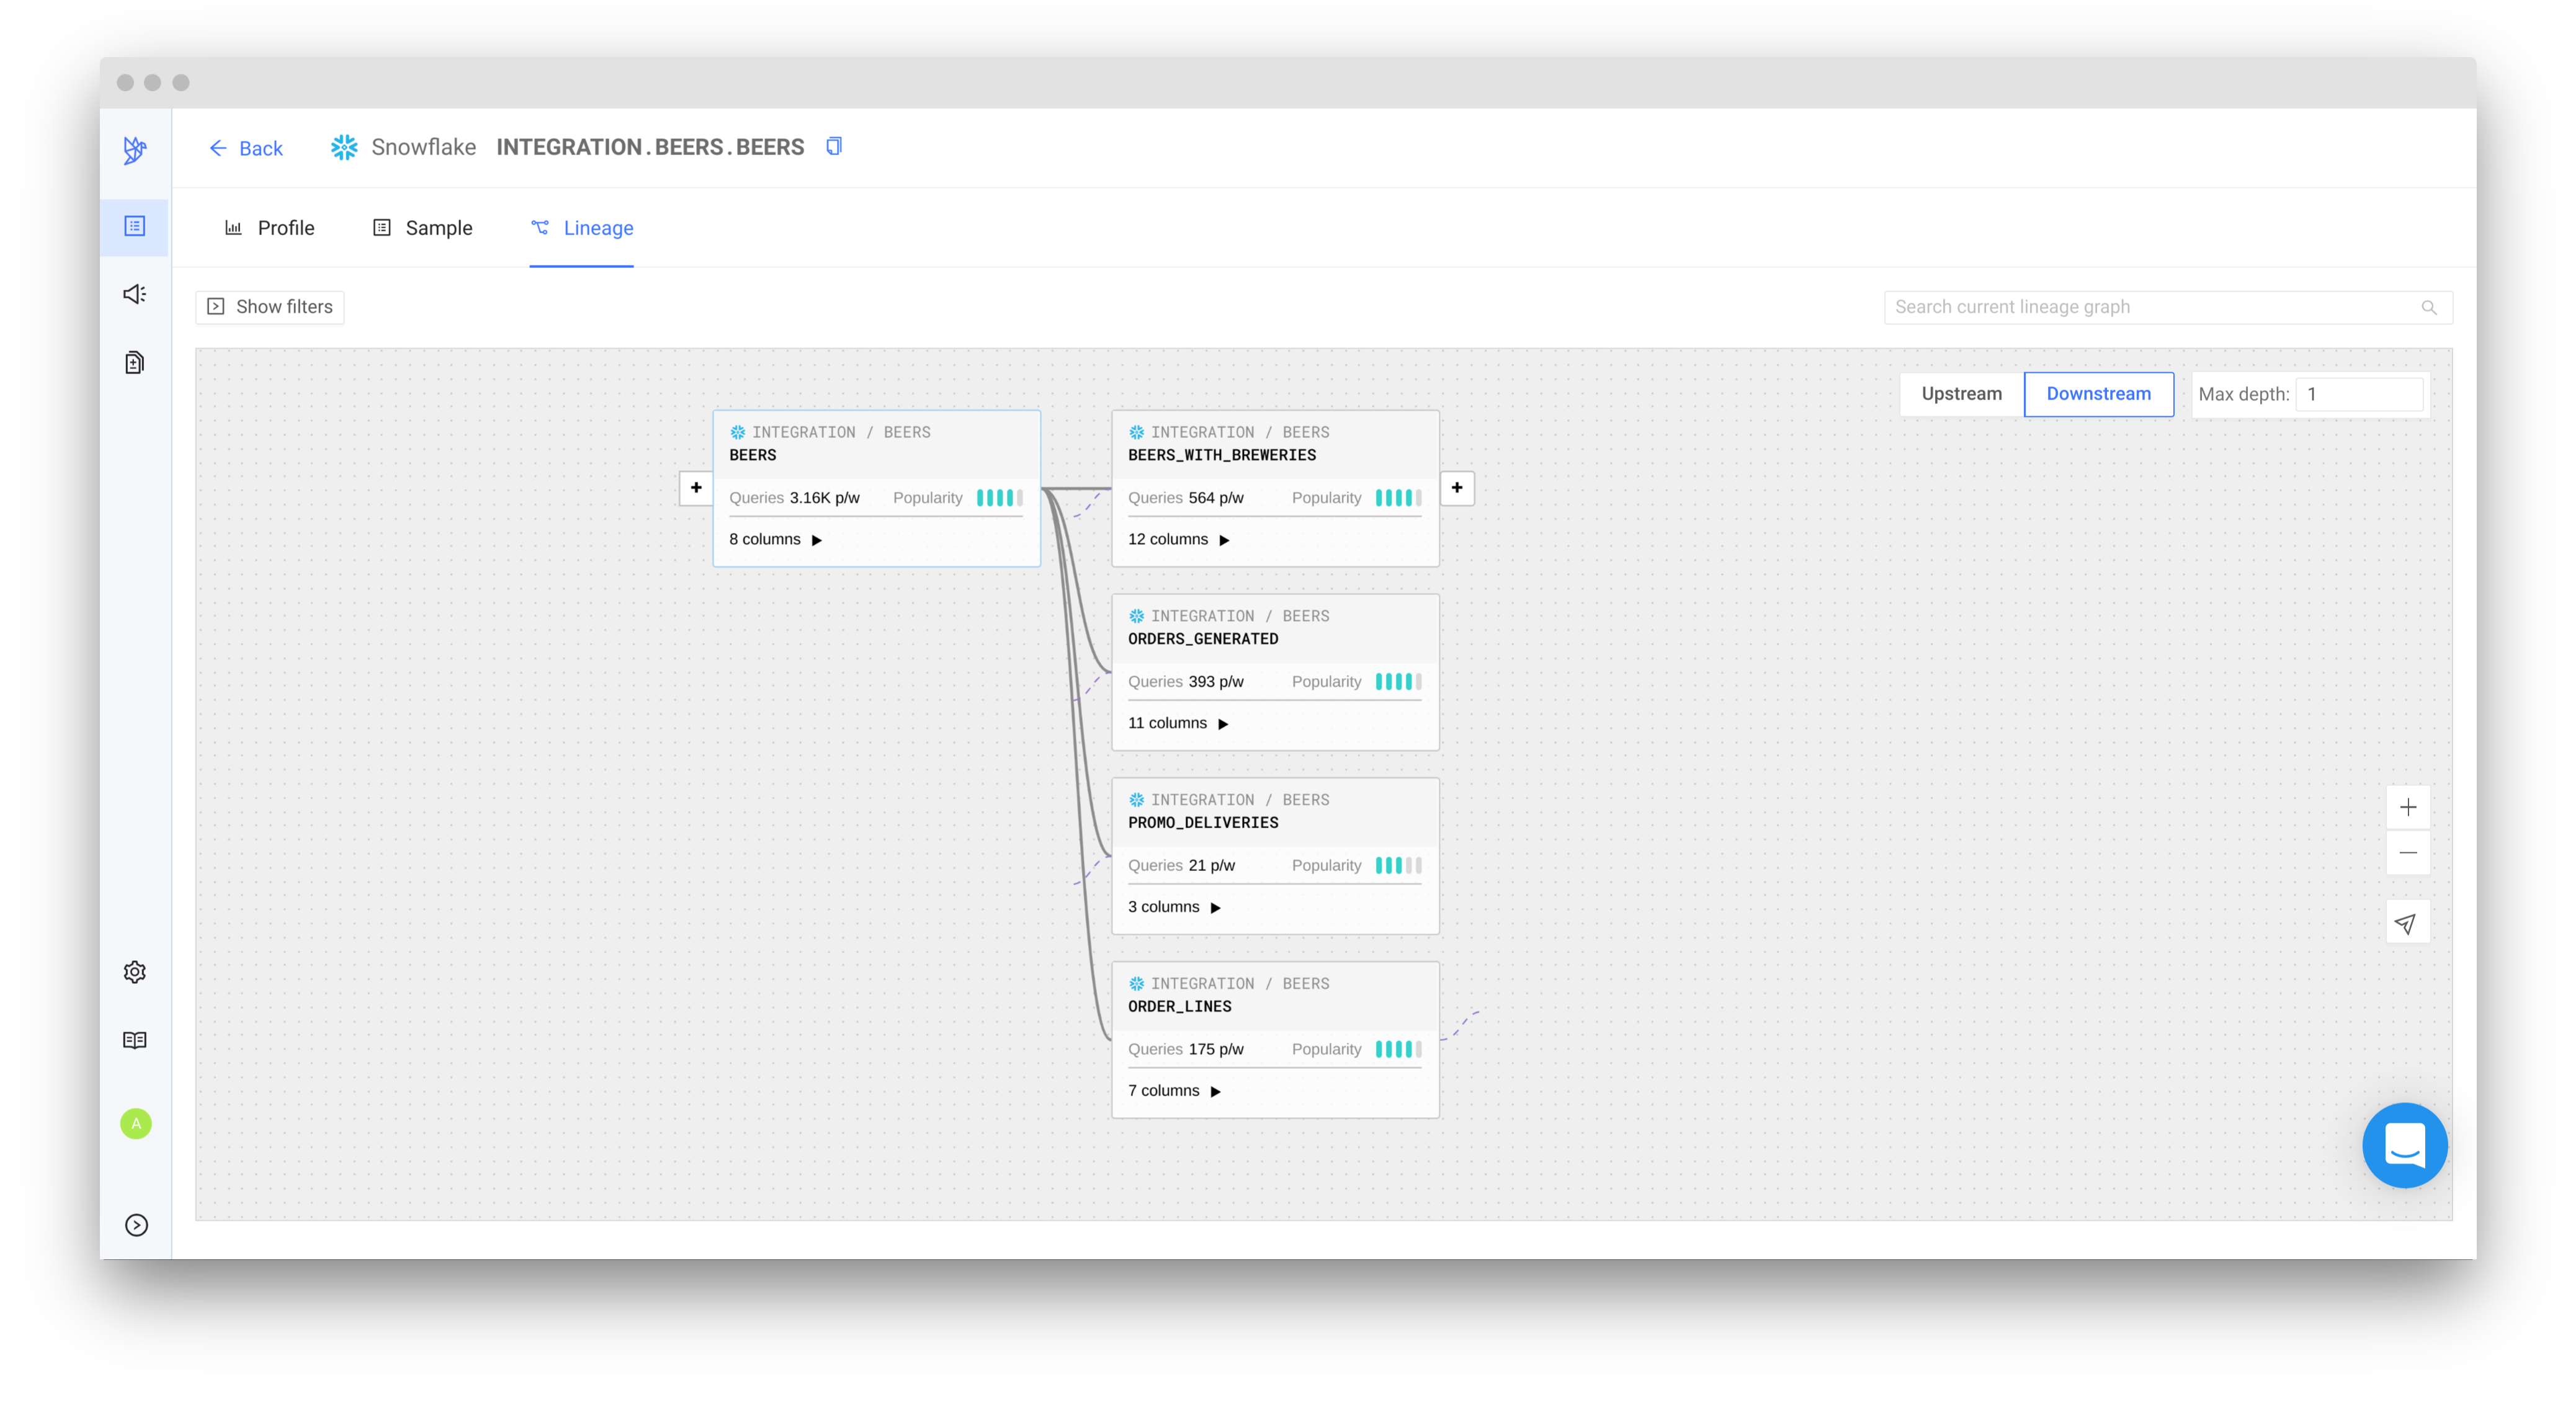 Back
Snowflake INTEGRATION.BEERS.BEERS
Profile
Sample
Lineage
Show filters
Search current lineage graph
Upstream
Downstream
Max depth: 1
INTEGRATION / BEERS
BEERS
Queries 3.16K p/w Popularity
8 columns
INTEGRATION / BEERS
BEERS_WITH_BREWERIES
Queries 564 p/w Popularity
12 columns
INTEGRATION / BEERS
ORDERS_GENERATED
Queries 393 p/w Popularity
11 columns
INTEGRATION / BEERS
PROMO_DELIVERIES
Queries 21 p/w Popularity
3 columns
INTEGRATION / BEERS
ORDER_LINES
Queries 175 p/w Popularity
7 columns
A